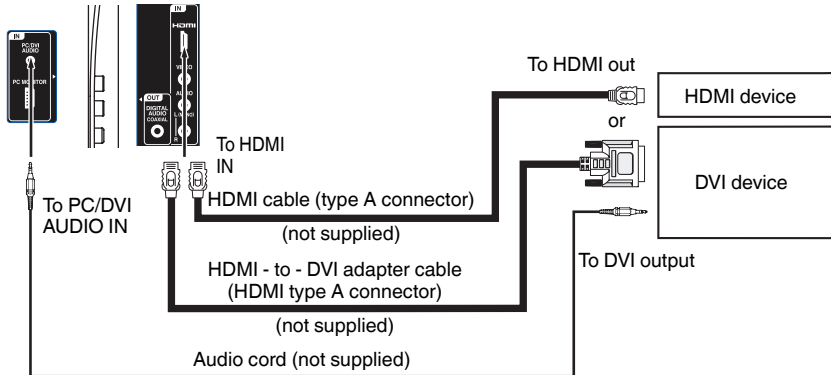 IN
PC/DVI
AUDIO
PC MONITOR
IN
HDMI
VIDEO
OUT
DIGITAL
AUDIO
COAXIAL
R
To HDMI
IN
To HDMI out
HDMI device
or
DVI device
HDMI cable (type A connector)
(not supplied)
To PC/DVI
AUDIO IN
HDMI - to - DVI adapter cable
(HDMI type A connector)
(not supplied)
To DVI output
Audio cord (not supplied)